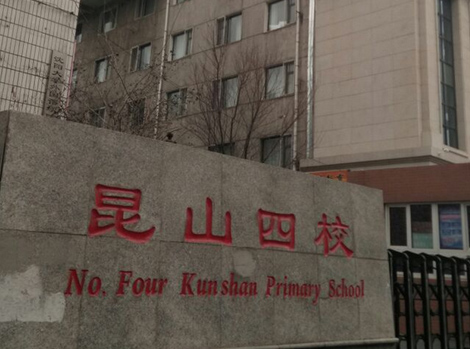 昆山四校
No. Four Kunshan Primary School